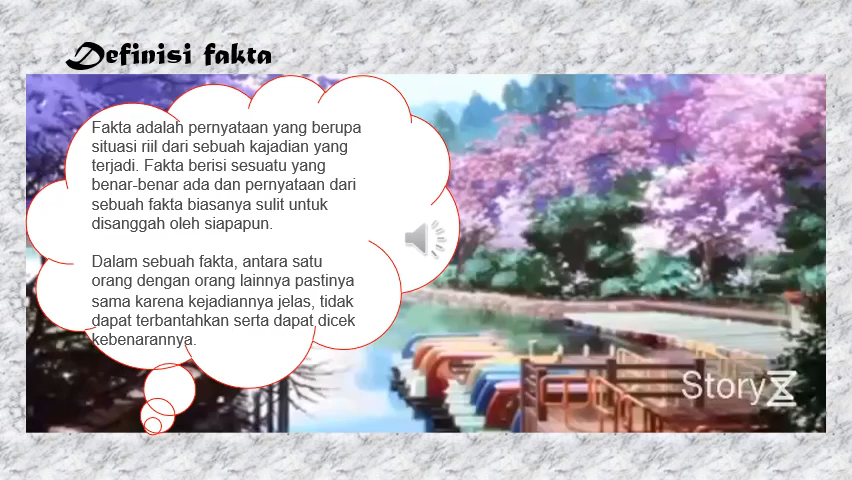 Definisi fakta
Fakta adalah pernyataan yang berupa
situasi riil dari sebuah kajadian yang
terjadi. Fakta berisi sesuatu yang
benar-benar ada dan pernyataan dari
sebuah fakta biasanya sulit untuk
disanggah oleh siapapun.
Dalam sebuah fakta, antara satu
orang dengan orang lainnya pastinya
sama karena kejadiannya jelas, tidak
dapat terbantahkan serta dapat dicek
kebenarannya.
Story